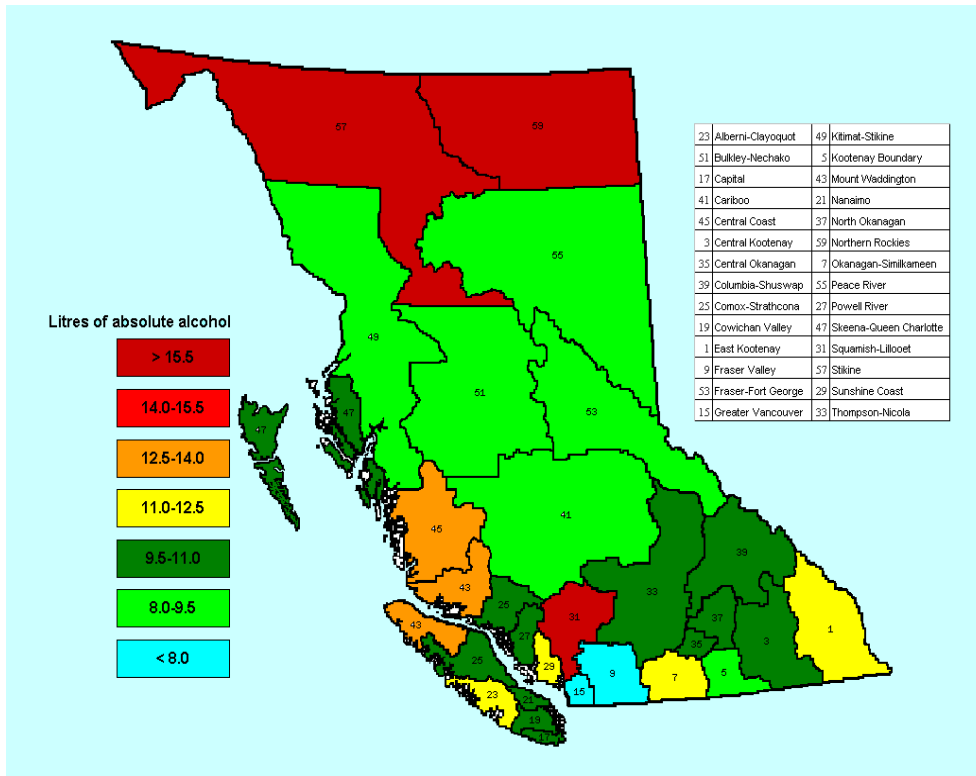 57
59
23 Alberni-Clayoquot 49 Kitimat-Stikine
51 Bulkley-Nechako 5 Kootenay Boundary
17 Capital 43 Mount Waddington
41 Cariboo 21 Nanaimo
45 Central Coast 37 North Okanagan
3 Central Kootenay 59 Northern Rockies
35 Central Okanagan 7 Okanagan-Similkameen
39 Columbia-Shuswap 55 Peace River
25 Comox-Strathcona 27 Powell River
19 Cowichan Valley 47 Skeena-Queen Charlotte
1 East Kootenay 31 Squamish-Lillooet
9 Fraser Valley 57 Stikine
53 Fraser-Fort George 29 Sunshine Coast
15 Greater Vancouver 33 Thompson-Nicola
55
Litres of absolute alcohol
> 15.5
14.0-15.5
12.5-14.0
11.0-12.5
9.5-11.0
8.0-9.5
< 8.0
49
47
51
53
47
41
45
39
43
25
31
33
37
43
27
35
3
1
25
29
9
7
5
15
23
21
19
17